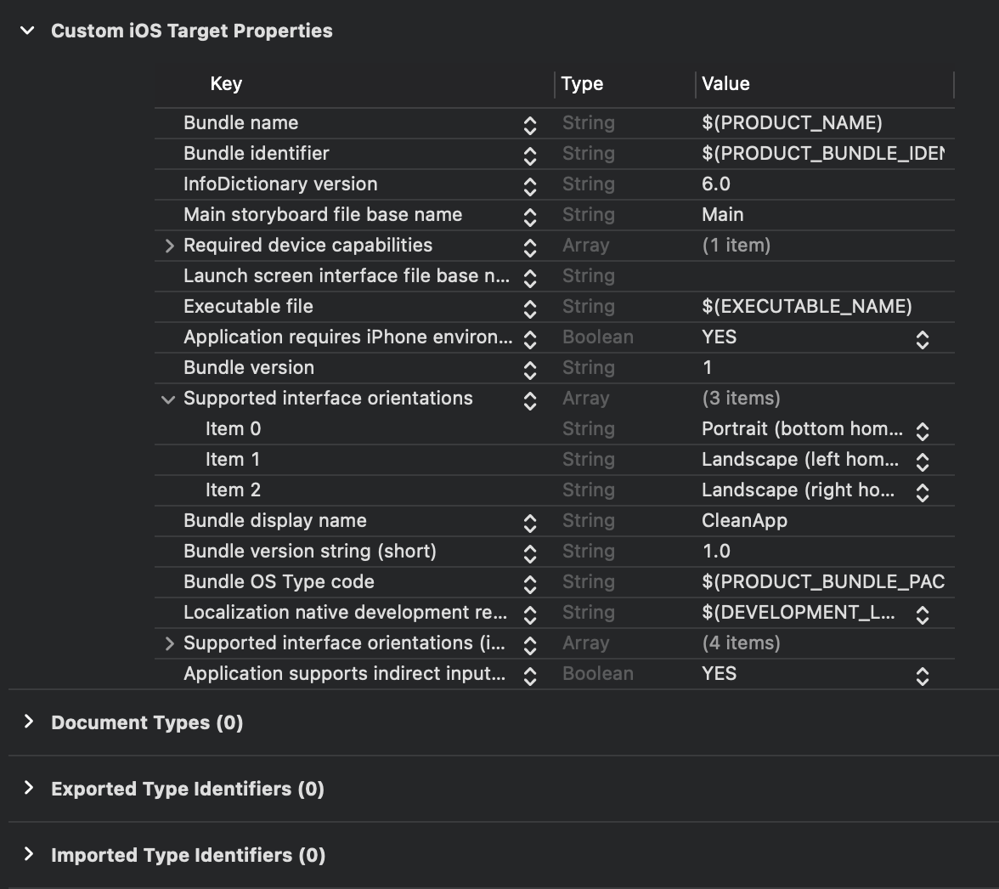 Custom iOS Target Properties
Key Type Value
Bundle name String $(PRODUCT_NAME)
Bundle identifier String $(PRODUCT_BUNDLE_IDEN
InfoDictionary version String 6.0
Main storyboard file base name String Main
Required device capabilities Array (1 item)
Launch screen interface file base n... String
Executable file String $(EXECUTABLE_NAME)
Application requires iPhone environ... Boolean YES
Bundle version String 1
Supported interface orientations Array (3 items)
Item 0 String Portrait (bottom hom...
Item 1 String Landscape (left hom...
Item 2 String Landscape (right ho...
Bundle display name String CleanApp
Bundle version string (short) String 1.0
Bundle OS Type code String $(PRODUCT_BUNDLE_PAC
Localization native development re... String $(DEVELOPMENT_L...
Supported interface orientations (i... Array (4 items)
Application supports indirect input... Boolean YES
Document Types (0)
Exported Type Identifiers (0)
Imported Type Identifiers (0)